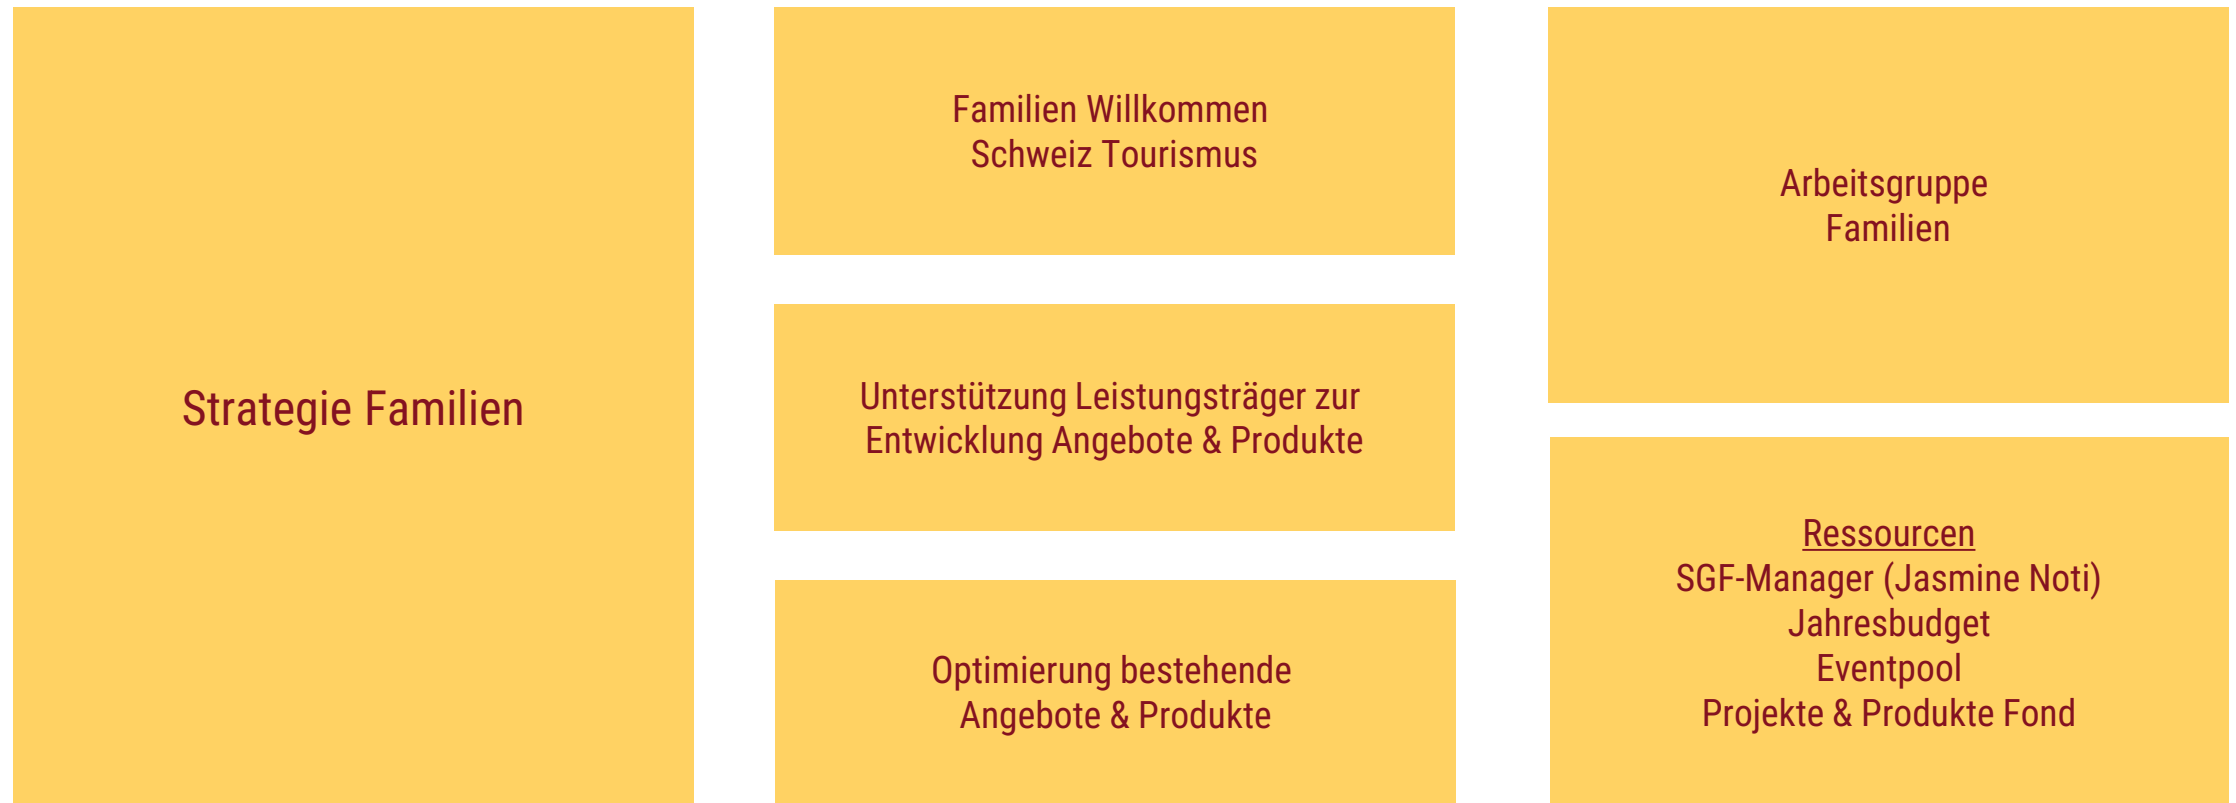 Strategie Familien
Familien Willkommen
Schweiz Tourismus
Unterstützung Leistungsträger zur
Entwicklung Angebote & Produkte
Optimierung bestehende
Angebote & Produkte
Arbeitsgruppe
Familien
Ressourcen
SGF-Manager (Jasmine Noti)
Jahresbudget
Eventpool
Projekte & Produkte Fond